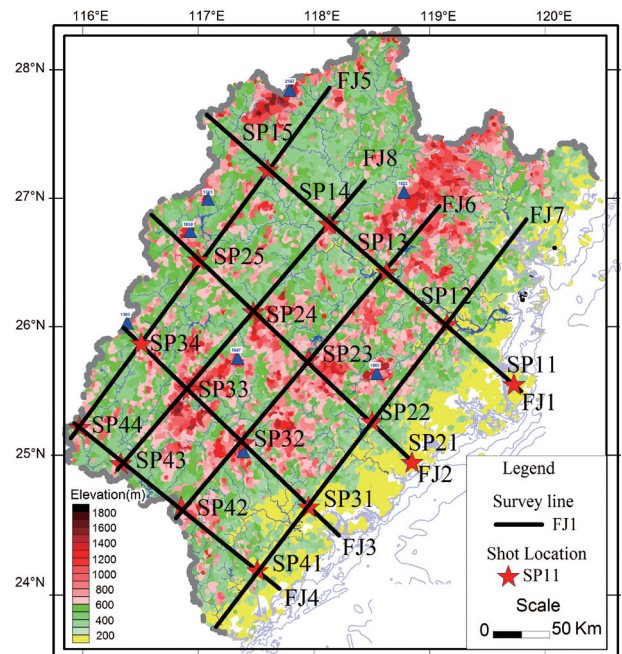 116°E 117°E 118°E 119°E 120°E
28°N
27°N
26°N
25°N
24°N
FJ5
SP15
FJ8
SP14
FJ6
SP13
FJ7
SP25
SP12
SP24
SP34
SP23
SP11
FJ1
SP33
SP22
SP44
SP32
SP21
SP43
FJ2
SP42
SP31
FJ3
SP41
FJ4
Elevation(m)
1800
1600
1400
1200
1000
800
600
400
200
Legend
Survey line
FJ1
Shot Location
SP11
Scale
0 50 Km